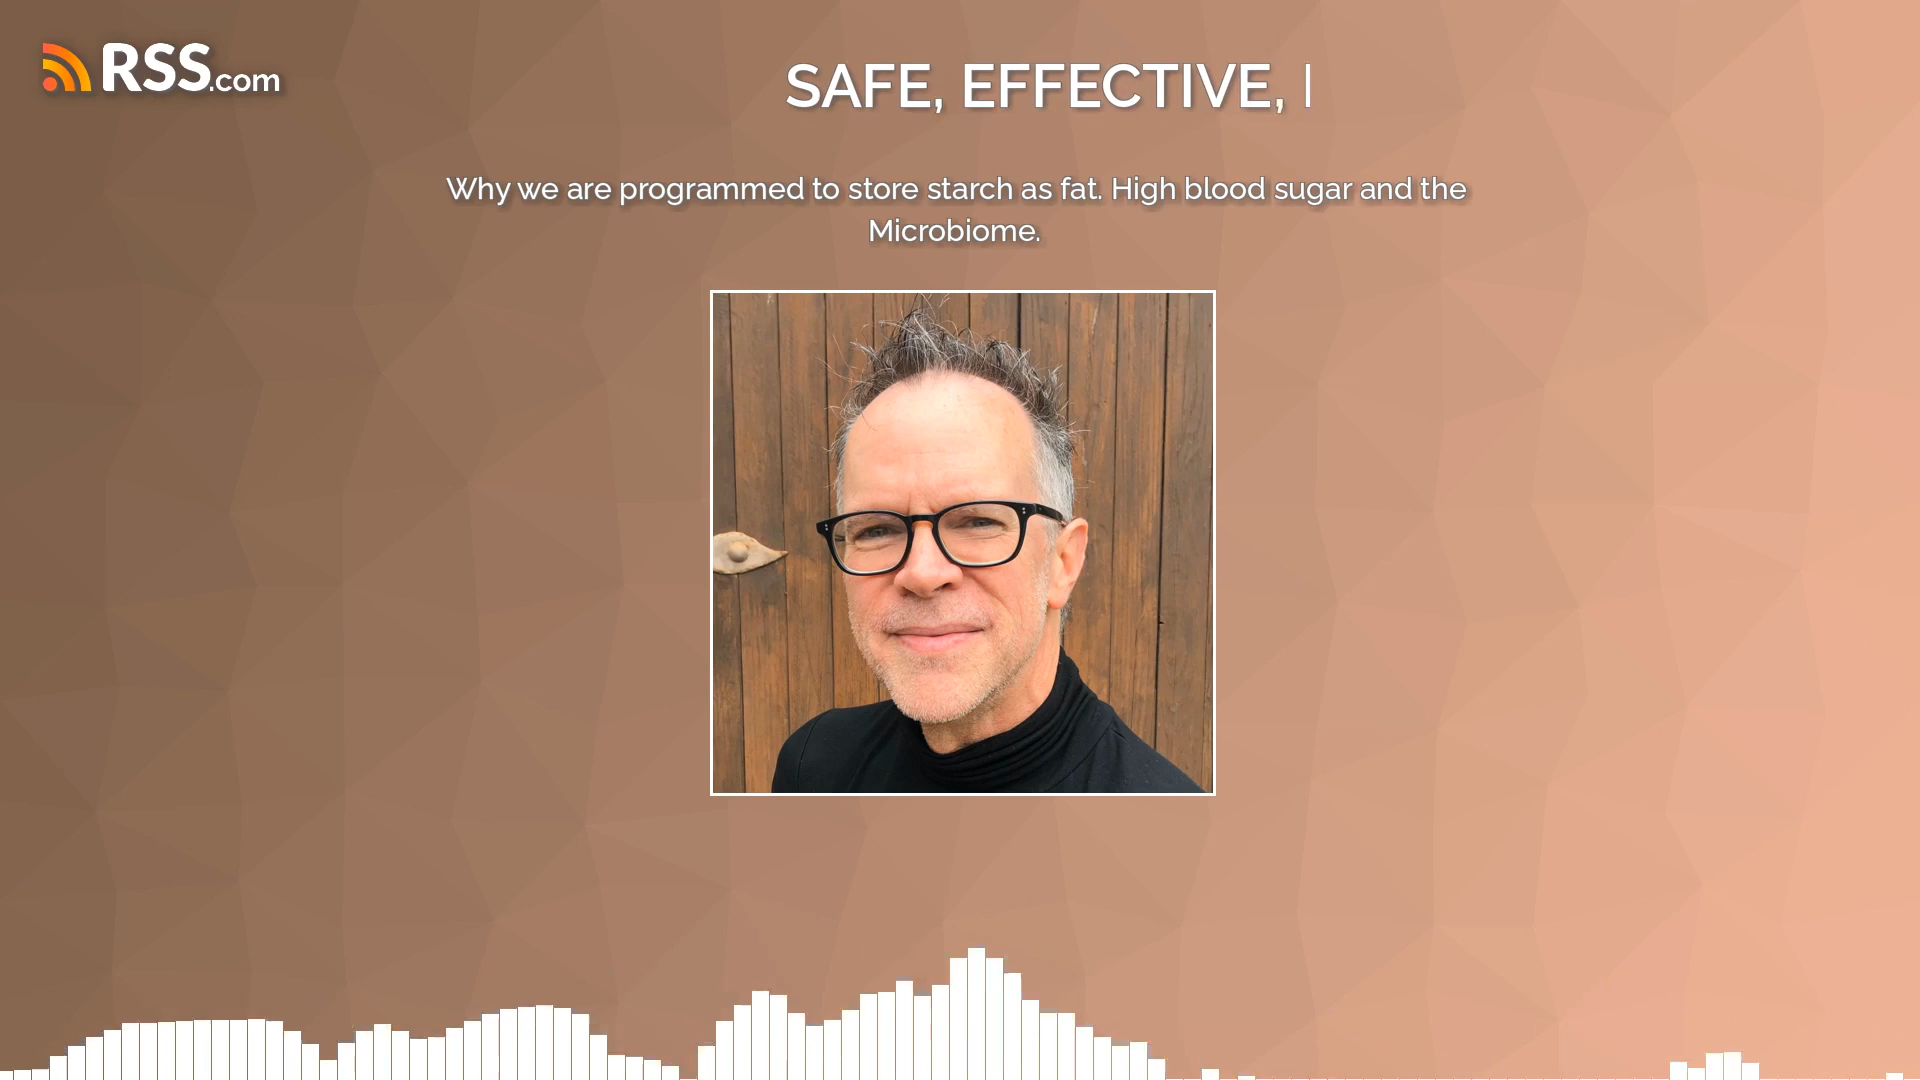 RSS.com
SAFE, EFFECTIVE,
Why we are programmed to store starch as fat. High blood sugar and the
Microbiome.